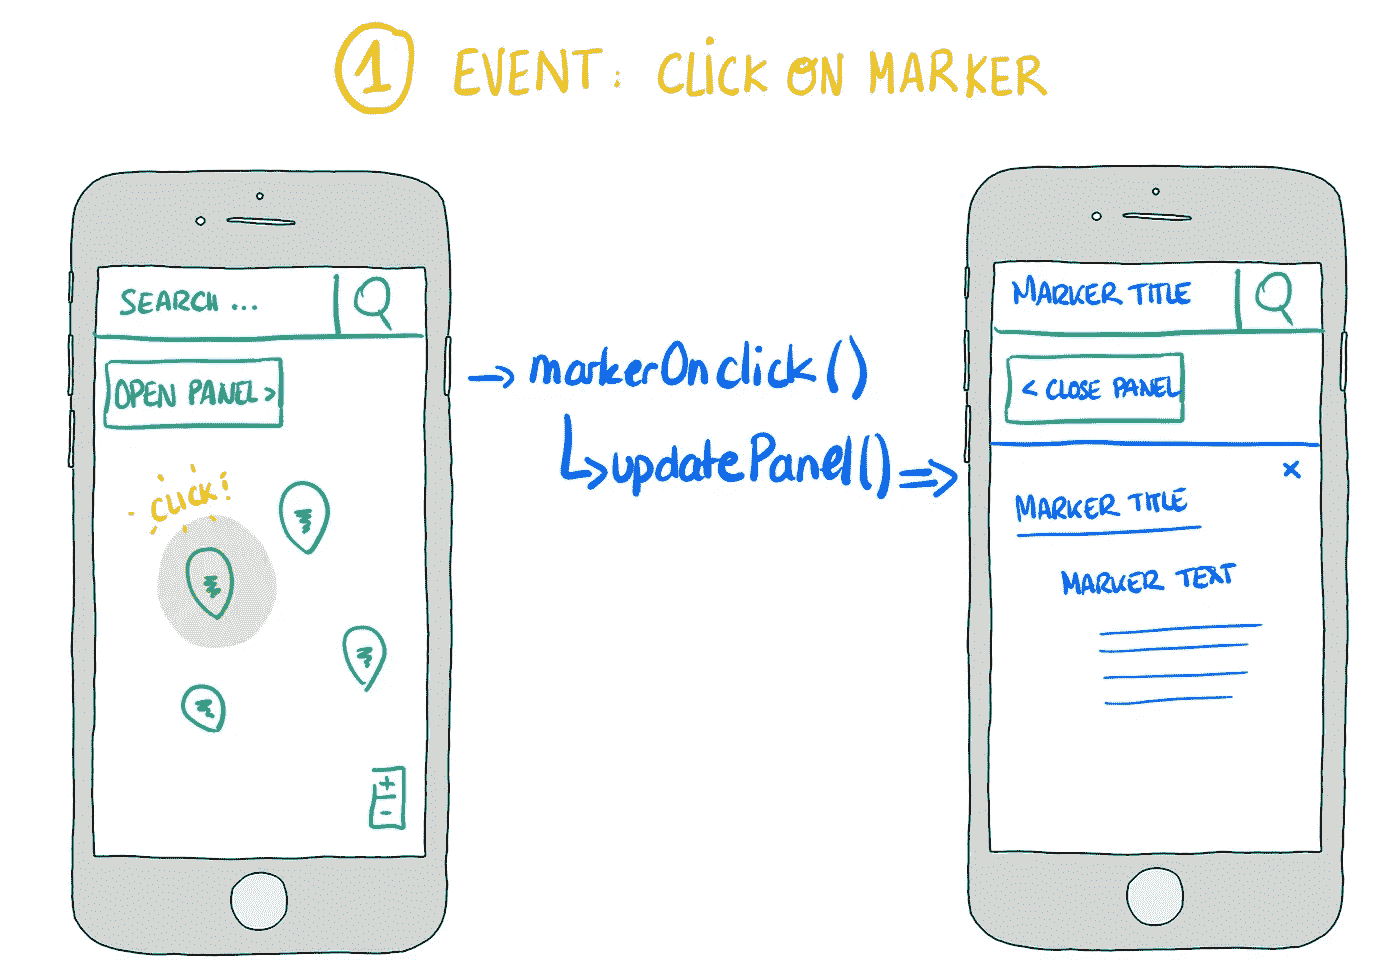 1 EVENT: CLICK ON MARKER
SEARCH ...
OPEN PANEL >
CLICK!
+
-
→ markerOnclick()
↳ updatePanel() ⇒
MARKER TITLE
< CLOSE PANEL
x
MARKER TITLE
MARKER TEXT